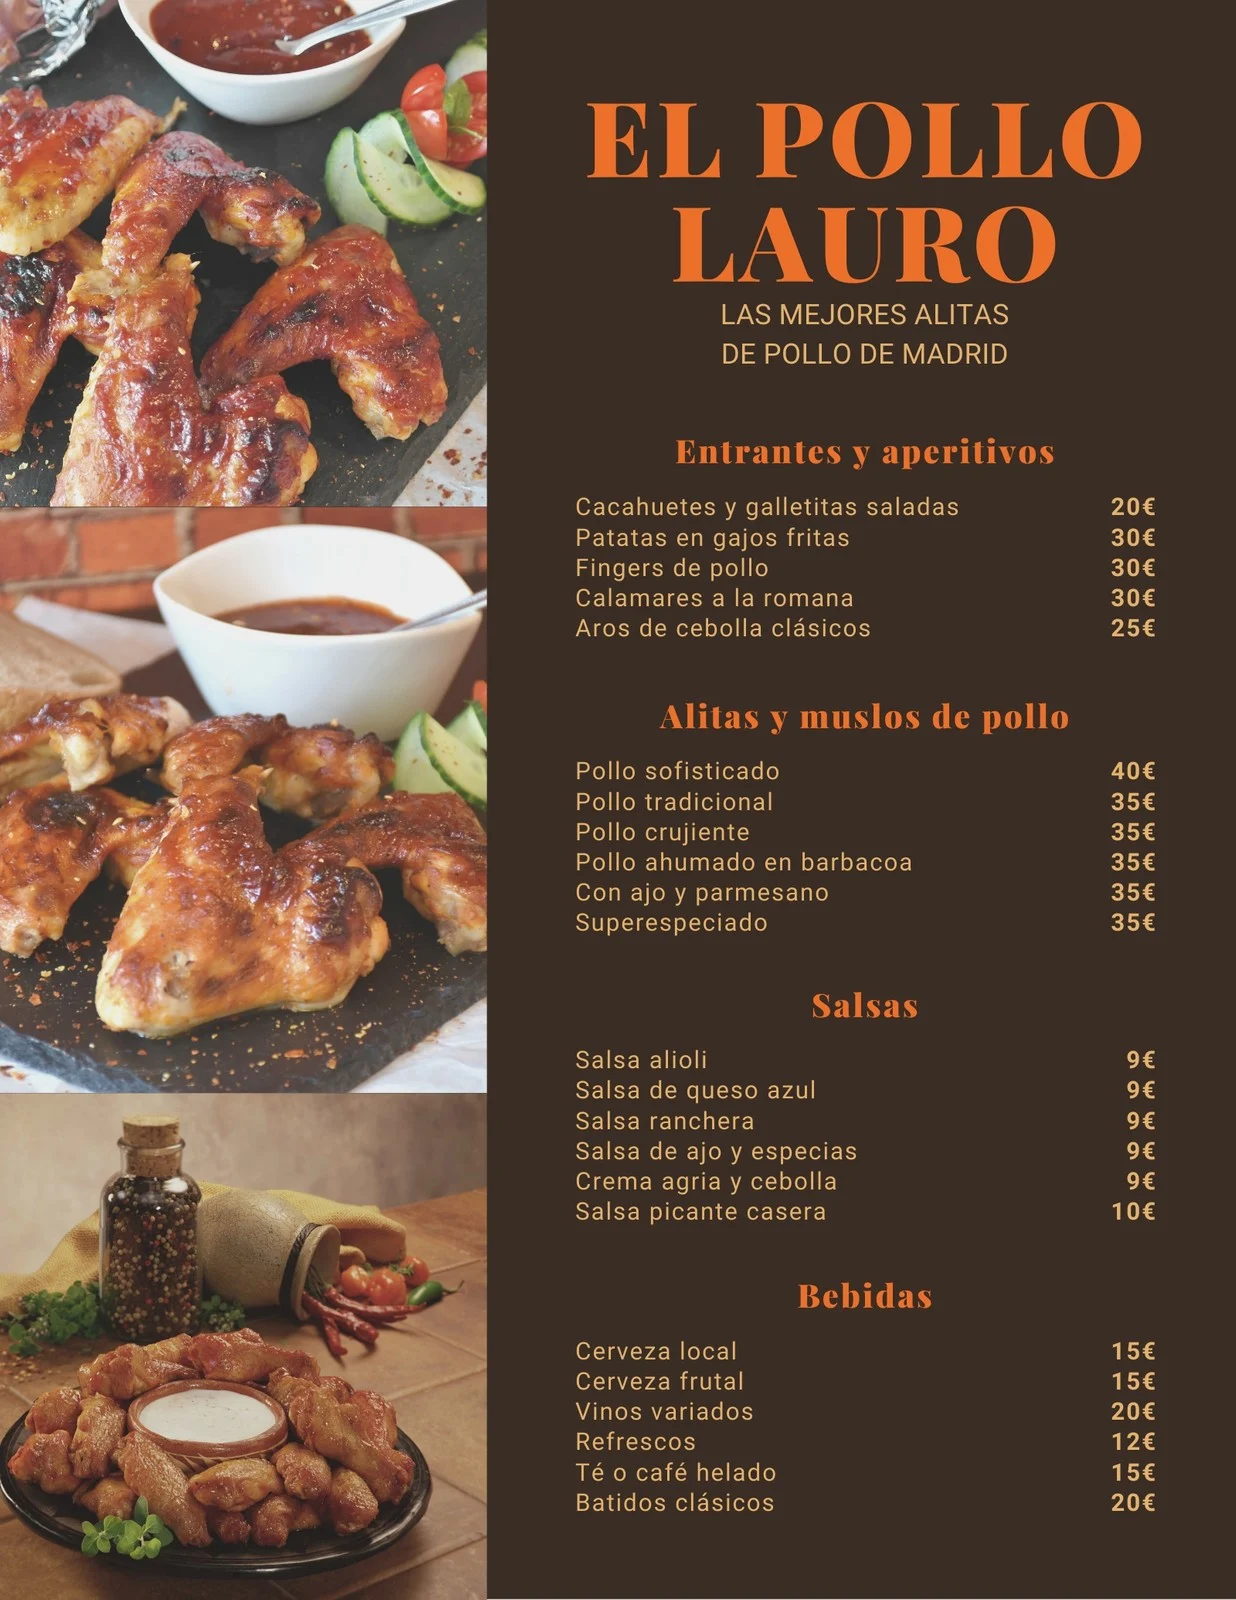 EL POLLO
LAURO
LAS MEJORES ALITAS
DE POLLO DE MADRID
Entrantes y aperitivos
Cacahuetes y galletitas saladas 20€
Patatas en gajos fritas 30€
Fingers de pollo 30€
Calamares a la romana 30€
Aros de cebolla clásicos 25€
Alitas y muslos de pollo
Pollo sofisticado 40€
Pollo tradicional 35€
Pollo crujiente 35€
Pollo ahumado en barbacoa 35€
Con ajo y parmesano 35€
Superespeciado 35€
Salsas
Salsa alioli 9€
Salsa de queso azul 9€
Salsa ranchera 9€
Salsa de ajo y especias 9€
Crema agria y cebolla 9€
Salsa picante casera 10€
Bebidas
Cerveza local 15€
Cerveza frutal 15€
Vinos variados 20€
Refrescos 12€
Té o café helado 15€
Batidos clásicos 20€